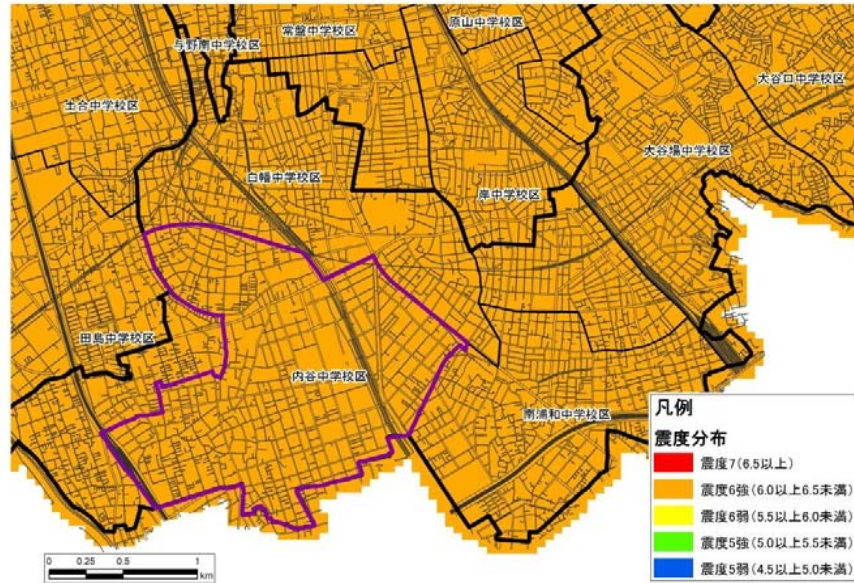 常盤中学校区
原山中学校区
与野南中学校区
大谷口中学校区
土合中学校区
大谷場中学校区
白幡中学校区
岸中学校区
田島中学校区
内谷中学校区
南浦和中学校区
凡例
震度分布
震度7(6.5以上)
震度6強(6.0以上6.5未満)
震度6弱(5.5以上6.0未満)
震度5強(5.0以上5.5未満)
震度5弱(4.5以上5.0未満)
0 0.25 0.5 1
km